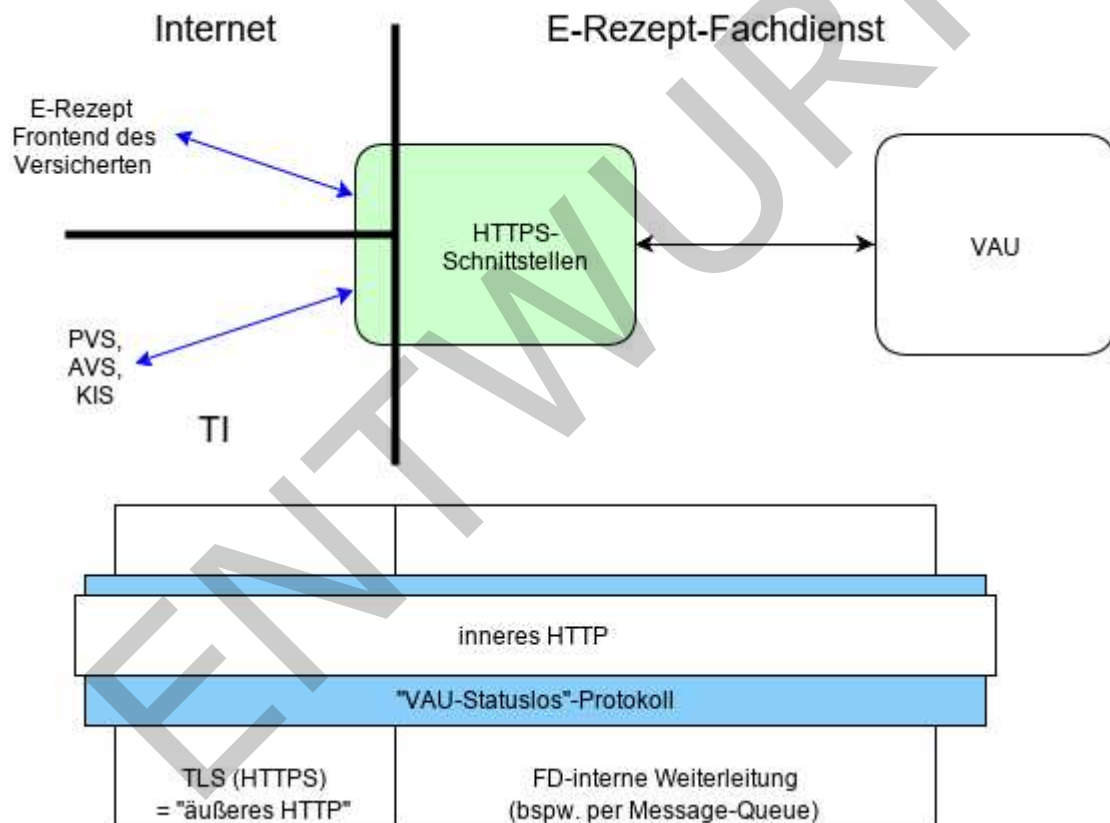 Internet
E-Rezept-Fachdienst
E-Rezept
Frontend des
Versicherten
HTTPS-
Schnittstellen
VAU
PVS,
AVS,
KIS
TI
inneres HTTP
"VAU-Statuslos"-Protokoll
TLS (HTTPS)
= "äußeres HTTP"
FD-interne Weiterleitung
(bspw. per Message-Queue)
ENTWURF